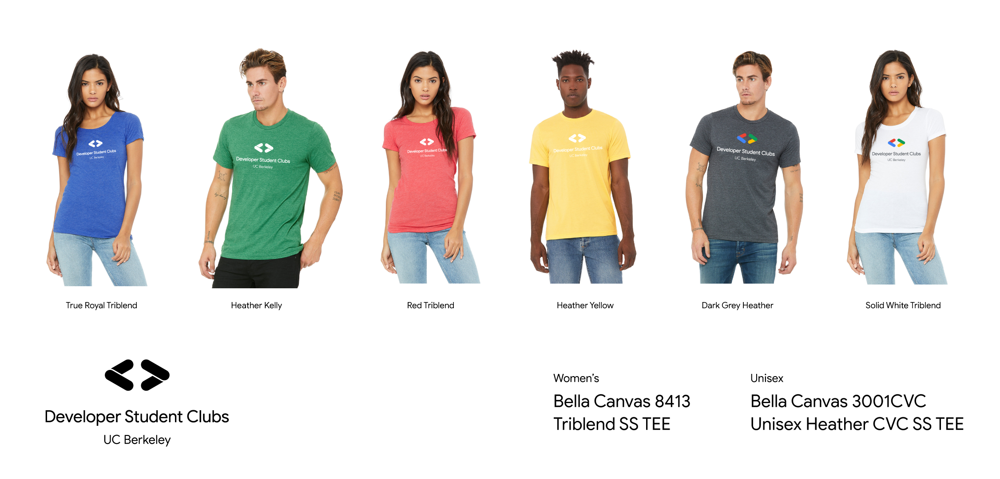 Developer Student Clubs
UC Berkeley
Developer Student Clubs
UC Berkeley
Developer Student Clubs
UC Berkeley
Developer Student Clubs
UC Berkeley
Developer Student Clubs
UC Berkeley
Developer Student Clubs
UC Berkeley
True Royal Triblend
Heather Kelly
Red Triblend
Heather Yellow
Dark Grey Heather
Solid White Triblend
Developer Student Clubs
UC Berkeley
Women’s
Bella Canvas 8413
Triblend SS TEE
Unisex
Bella Canvas 3001CVC
Unisex Heather CVC SS TEE